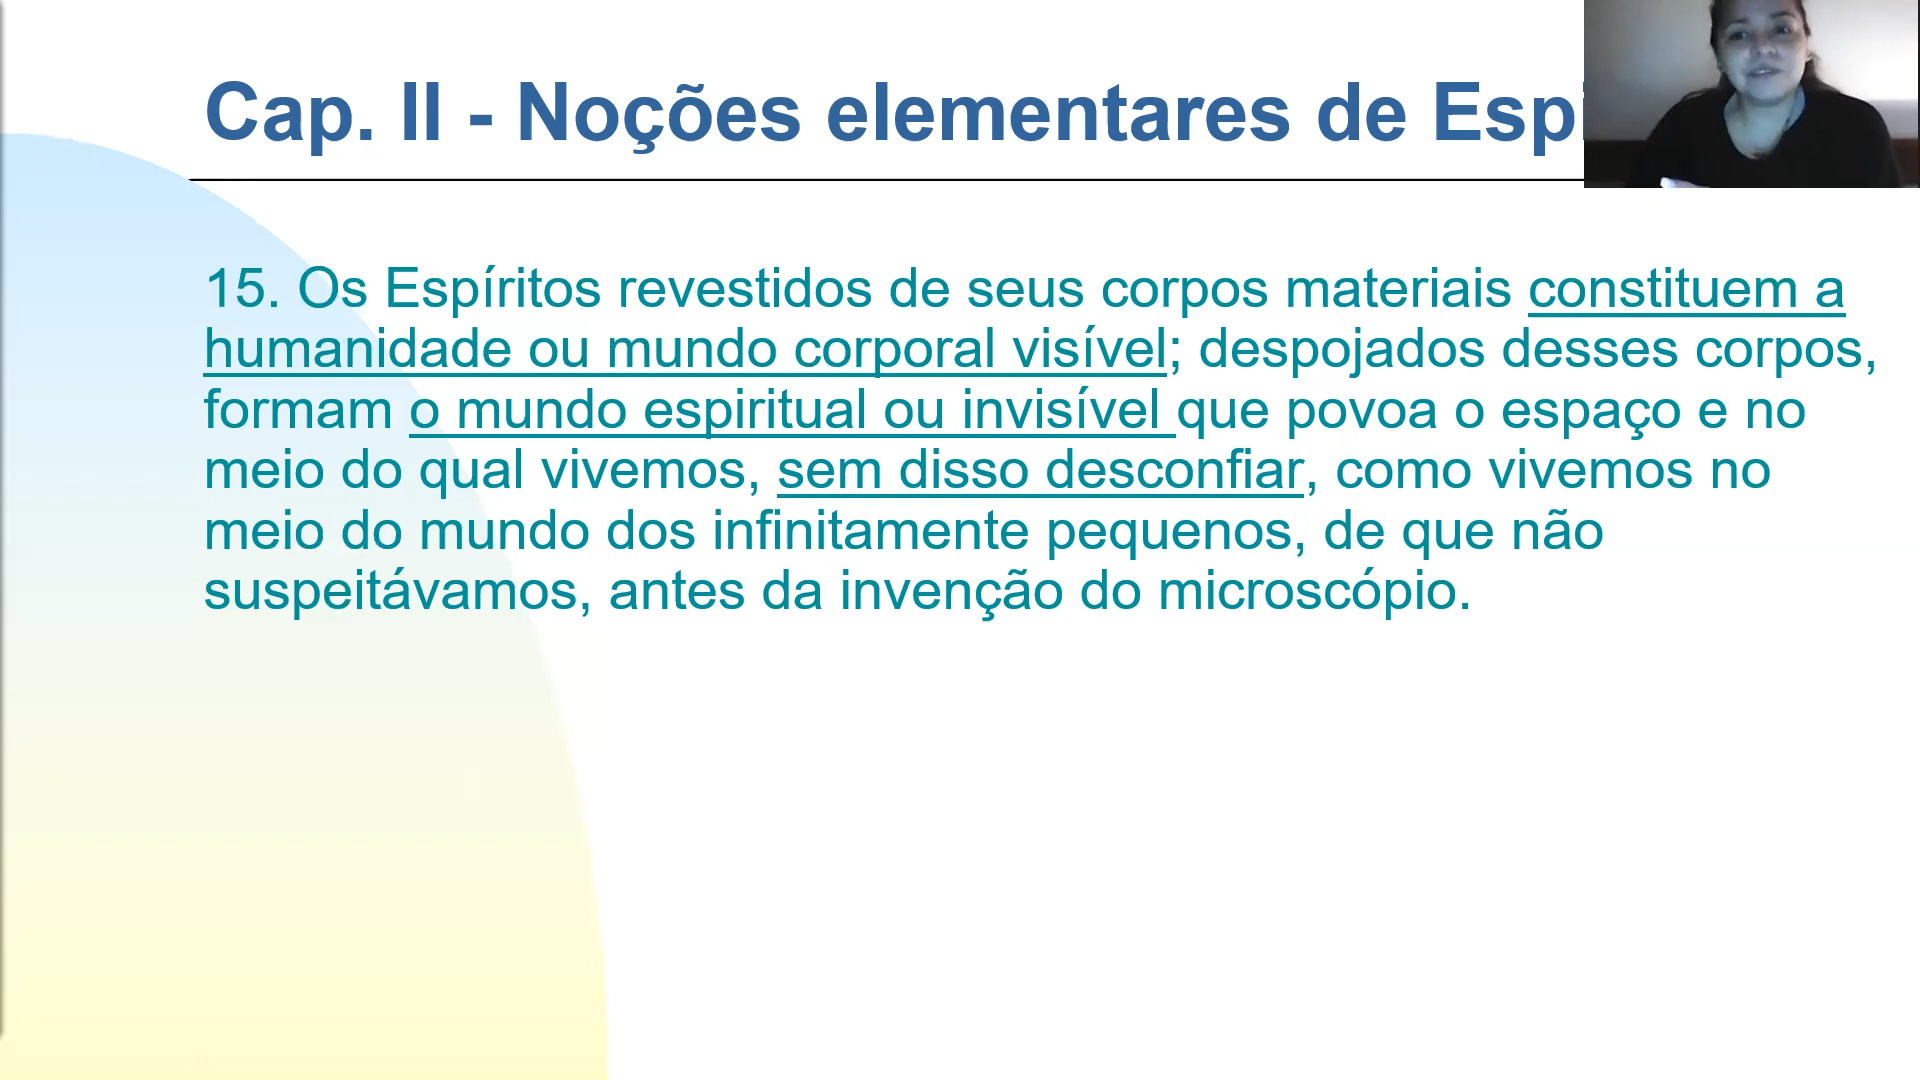 Cap. II - Noções elementares de
15. Os Espíritos revestidos de seus corpos materiais constituem a
humanidade ou mundo corporal visível; despojados desses corpos,
formam o mundo espiritual ou invisível que povoa o espaço e no
meio do qual vivemos, sem disso desconfiar, como vivemos no
meio do mundo dos infinitamente pequenos, de que não
suspeitávamos, antes da invenção do microscópio.